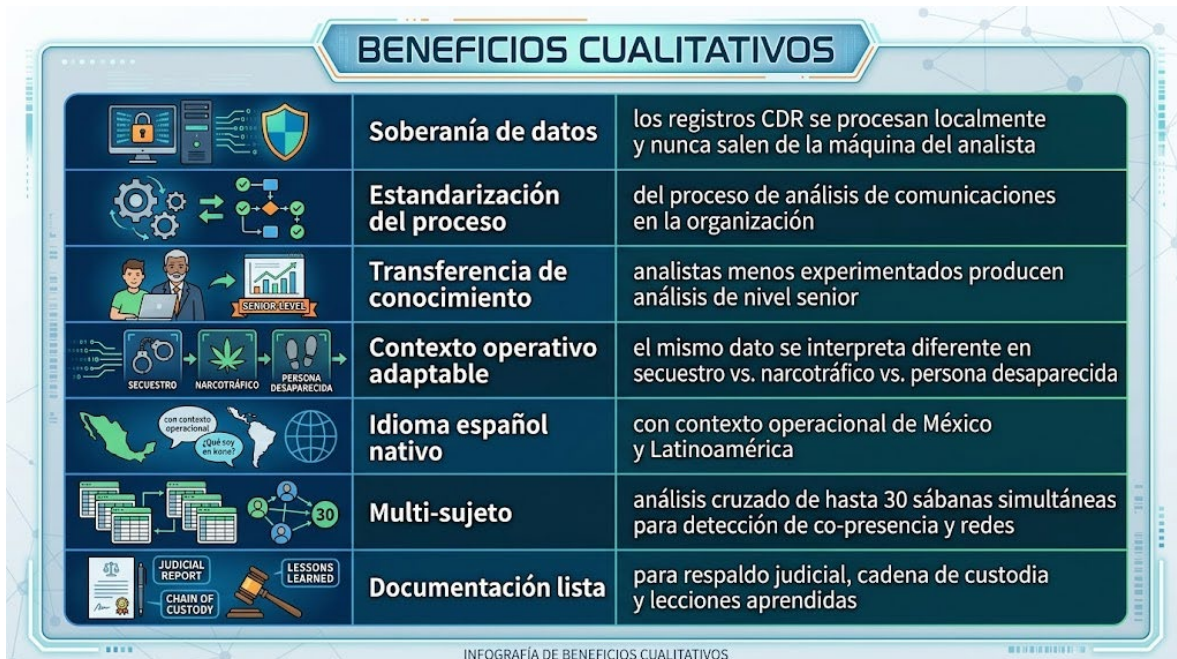 BENEFICIOS CUALITATIVOS
Soberanía de datos
los registros CDR se procesan localmente
y nunca salen de la máquina del analista
Estandarización
del proceso
del proceso de análisis de comunicaciones
en la organización
SENIOR-LEVEL
Transferencia de
conocimiento
analistas menos experimentados producen
análisis de nivel senior
SECUESTRO
NARCOTRÁFICO
PERSONA
DESAPARECIDA
Contexto operativo
adaptable
el mismo dato se interpreta diferente en
secuestro vs. narcotráfico vs. persona desaparecida
con contexto
operacional
¿Qué soy
en kone?
Idioma español
nativo
con contexto operacional de México
y Latinoamérica
30
Multi-sujeto
análisis cruzado de hasta 30 sábanas simultáneas
para detección de co-presencia y redes
JUDICIAL
REPORT
CHAIN OF
CUSTODY
LESSONS
LEARNED
Documentación lista
para respaldo judicial, cadena de custodia
y lecciones aprendidas
INFOGRAFÍA DE BENEFICIOS CUALITATIVOS